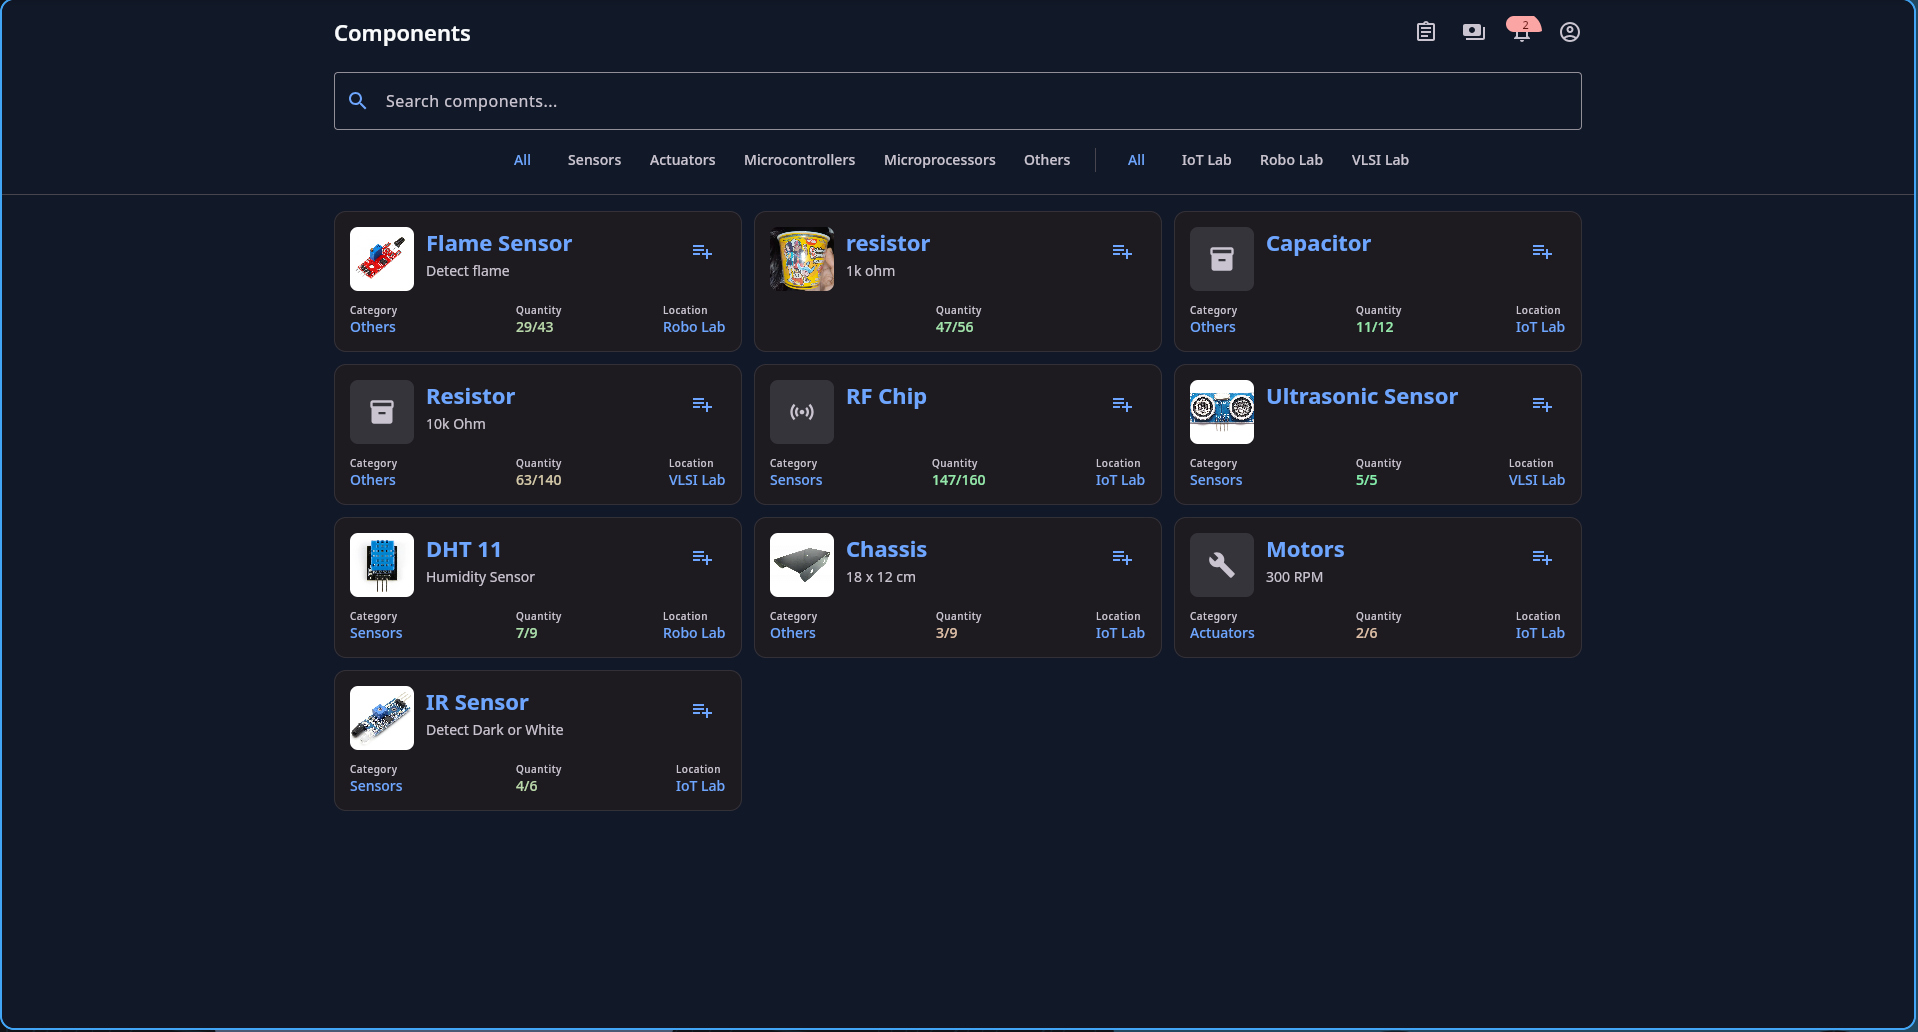 Components
2
Search components...
All Sensors Actuators Microcontrollers Microprocessors Others All IoT Lab Robo Lab VLSI Lab
Flame Sensor
Detect flame
Category Quantity Location
Others 29/43 Robo Lab
resistor
1k ohm
Quantity
47/56
Capacitor
Category Quantity Location
Others 11/12 IoT Lab
Resistor
10k Ohm
Category Quantity Location
Others 63/140 VLSI Lab
RF Chip
Category Quantity Location
Sensors 147/160 IoT Lab
Ultrasonic Sensor
Category Quantity Location
Sensors 5/5 VLSI Lab
DHT 11
Humidity Sensor
Category Quantity Location
Sensors 7/9 Robo Lab
Chassis
18 x 12 cm
Category Quantity Location
Others 3/9 IoT Lab
Motors
300 RPM
Category Quantity Location
Actuators 2/6 IoT Lab
IR Sensor
Detect Dark or White
Category Quantity Location
Sensors 4/6 IoT Lab